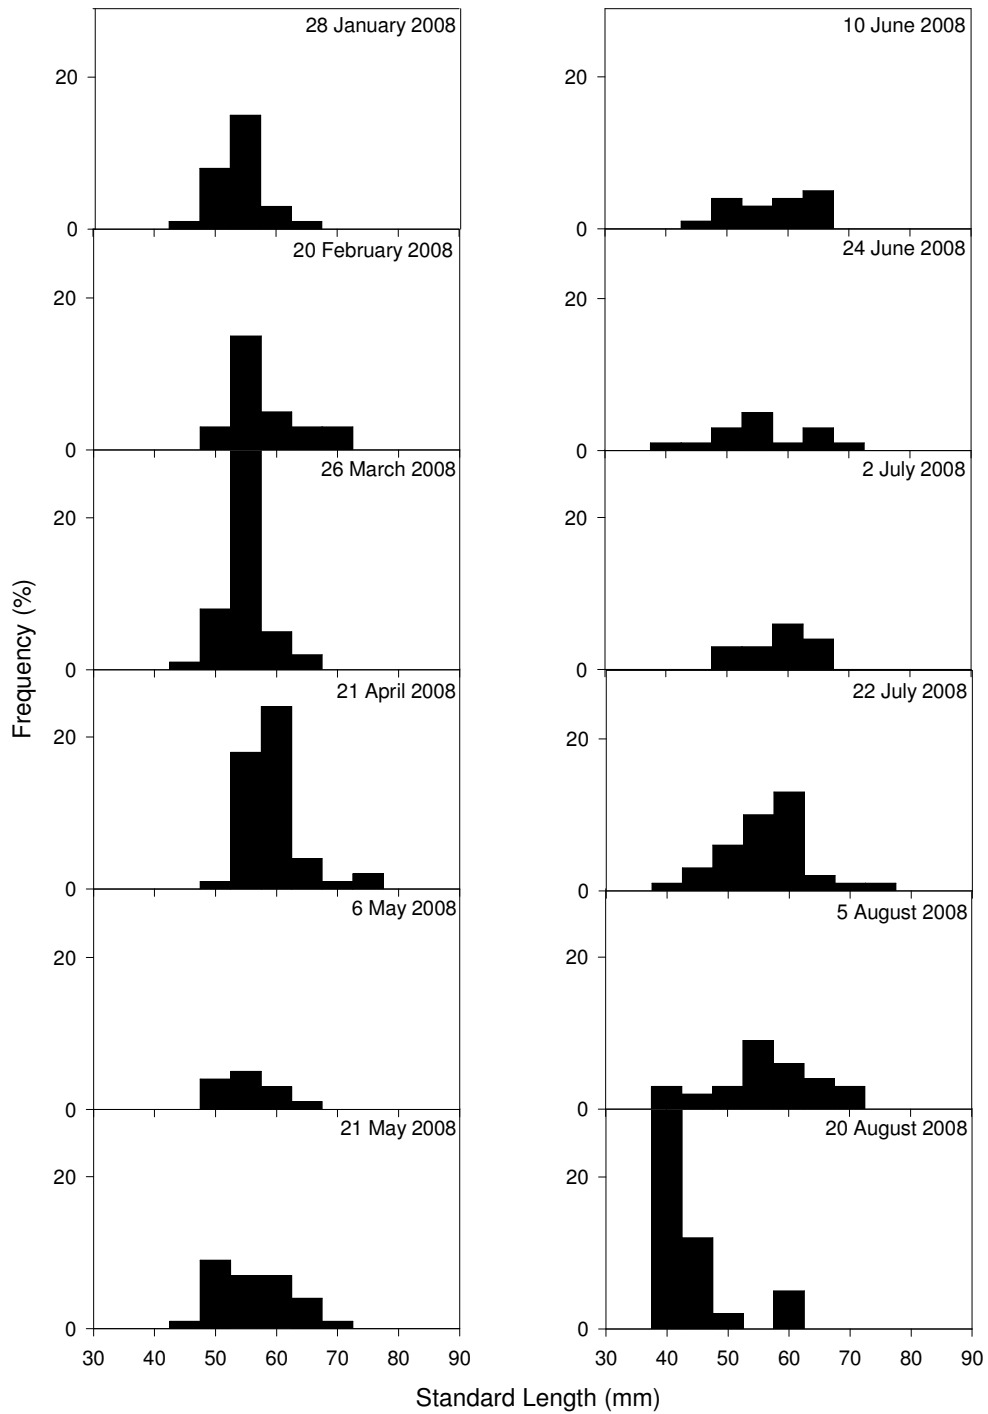 28 January 2008
20
0
20 February 2008
20
0
26 March 2008
20
0
21 April 2008
20
0
6 May 2008
20
0
21 May 2008
20
0
30 40 50 60 70 80 90
10 June 2008
20
0
24 June 2008
20
0
2 July 2008
20
0
22 July 2008
20
0
5 August 2008
20
0
20 August 2008
20
0
30 40 50 60 70 80 90
Frequency (%)
Standard Length (mm)